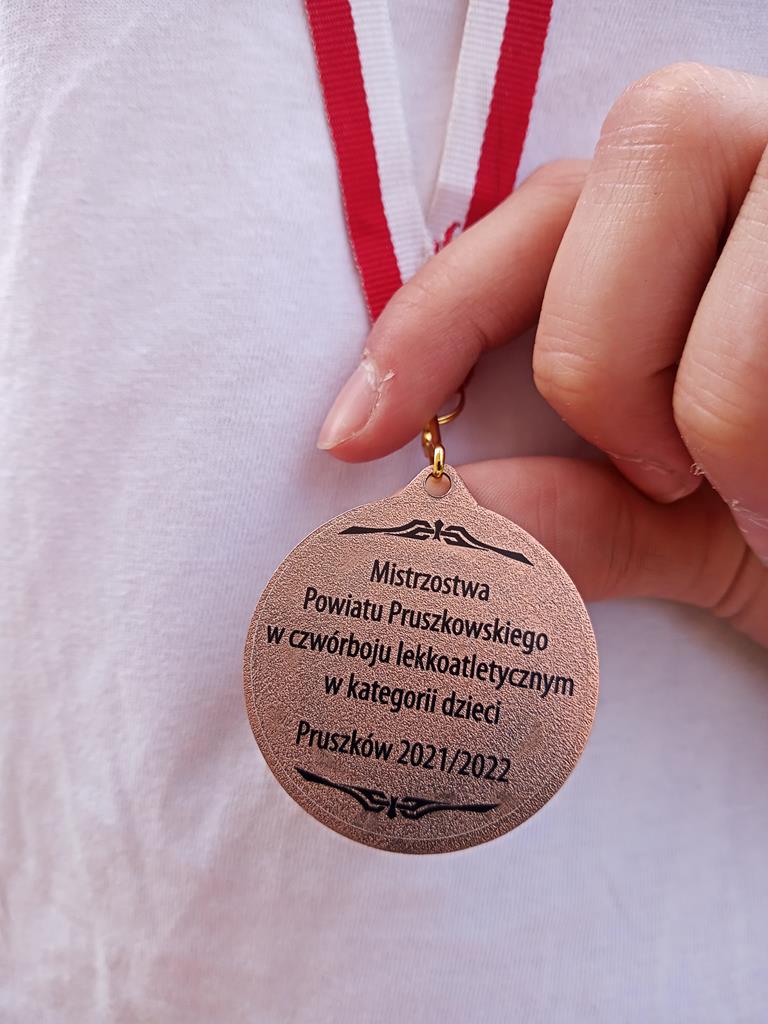 Mistrzostwa
Powiatu Pruszkowskiego
w czwórboju lekkoatletycznym
w kategorii dzieci
Pruszków 2021/2022